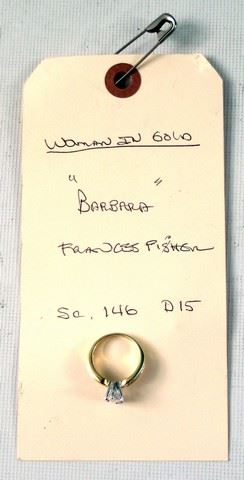 WOMAN IN GOLD
"BARBARA"
FRANCES FISHER
SC. 146 D15